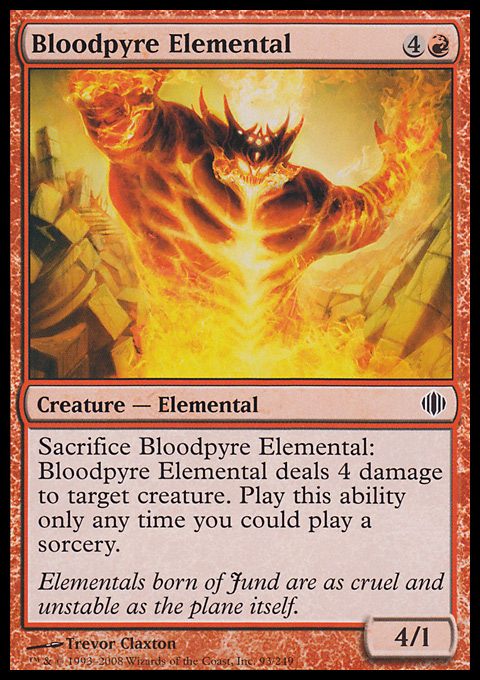 Bloodpyre Elemental 4
Creature — Elemental
Sacrifice Bloodpyre Elemental:
Bloodpyre Elemental deals 4 damage
to target creature. Play this ability
only any time you could play a
sorcery.
Elementals born of Jund are as cruel and
unstable as the plane itself.
Trevor Claxton
™ & © 1993–2008 Wizards of the Coast, Inc. 93/249
4/1